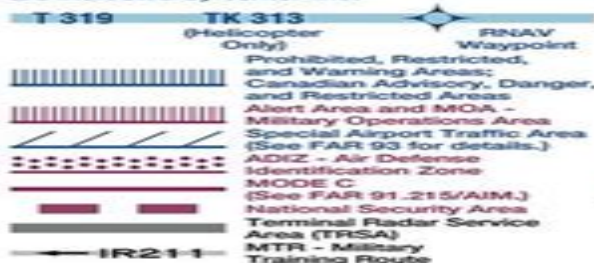 T 319 TK 313
(Helicopter
Only)
RNAV
Waypoint
Prohibited, Restricted,
and Warning Areas;
Canadian Advisory, Danger,
and Restricted Areas
Alert Area and MOA -
Military Operations Area
Special Airport Traffic Area
(See FAR 93 for details.)
ADIZ - Air Defense
Identification Zone
MODE C
(See FAR 91.215/AIM.)
National Security Area
Terminal Radar Service
Area (TRSA)
IR211
MTR - Military
Training Route